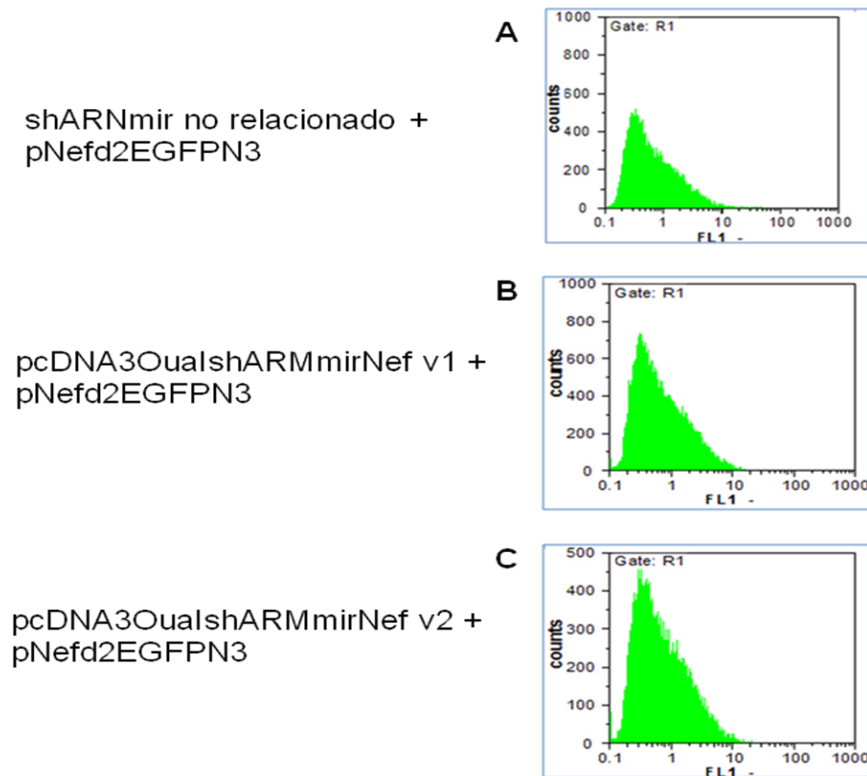 A
Gate: R1
1000
800
600
400
200
0
counts
0.1 1 10 100 1000
FL1 -
shARNmir no relacionado +
pNefd2EGFPN3
B
Gate: R1
1000
800
600
400
200
0
counts
0.1 1 10 100 1000
FL1 -
pcDNA3OualshARMmirNef v1 +
pNefd2EGFPN3
C
Gate: R1
500
400
300
200
100
0
counts
0.1 1 10 100 1000
FL1 -
pcDNA3OualshARMmirNef v2 +
pNefd2EGFPN3